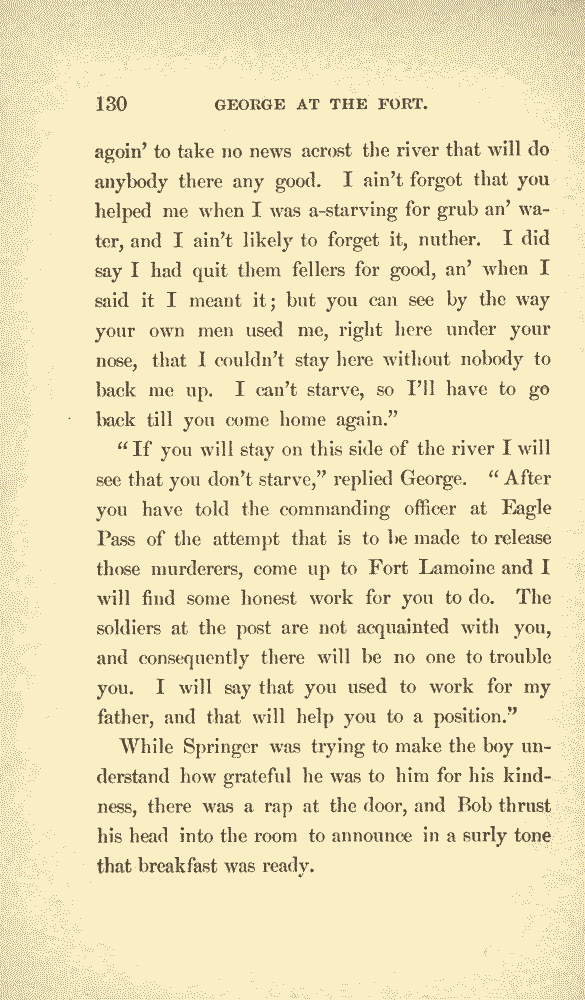 130 GEORGE AT THE FORT.
agoin’ to take no news acrost the river that will do
anybody there any good. I ain’t forgot that you
helped me when I was a-starving for grub an’ wa-
ter, and I ain’t likely to forget it, nuther. I did
say I had quit them fellers for good, an’ when I
said it I meant it; but you can see by the way
your own men used me, right here under your
nose, that I couldn’t stay here without nobody to
back me up. I can’t starve, so I’ll have to go
back till you come home again.”
“If you will stay on this side of the river I will
see that you don’t starve,” replied George. “After
you have told the commanding officer at Eagle
Pass of the attempt that is to be made to release
those murderers, come up to Fort Lamoine and I
will find some honest work for you to do. The
soldiers at the post are not acquainted with you,
and consequently there will be no one to trouble
you. I will say that you used to work for my
father, and that will help you to a position.”
While Springer was trying to make the boy un-
derstand how grateful he was to him for his kind-
ness, there was a rap at the door, and Bob thrust
his head into the room to announce in a surly tone
that breakfast was ready.